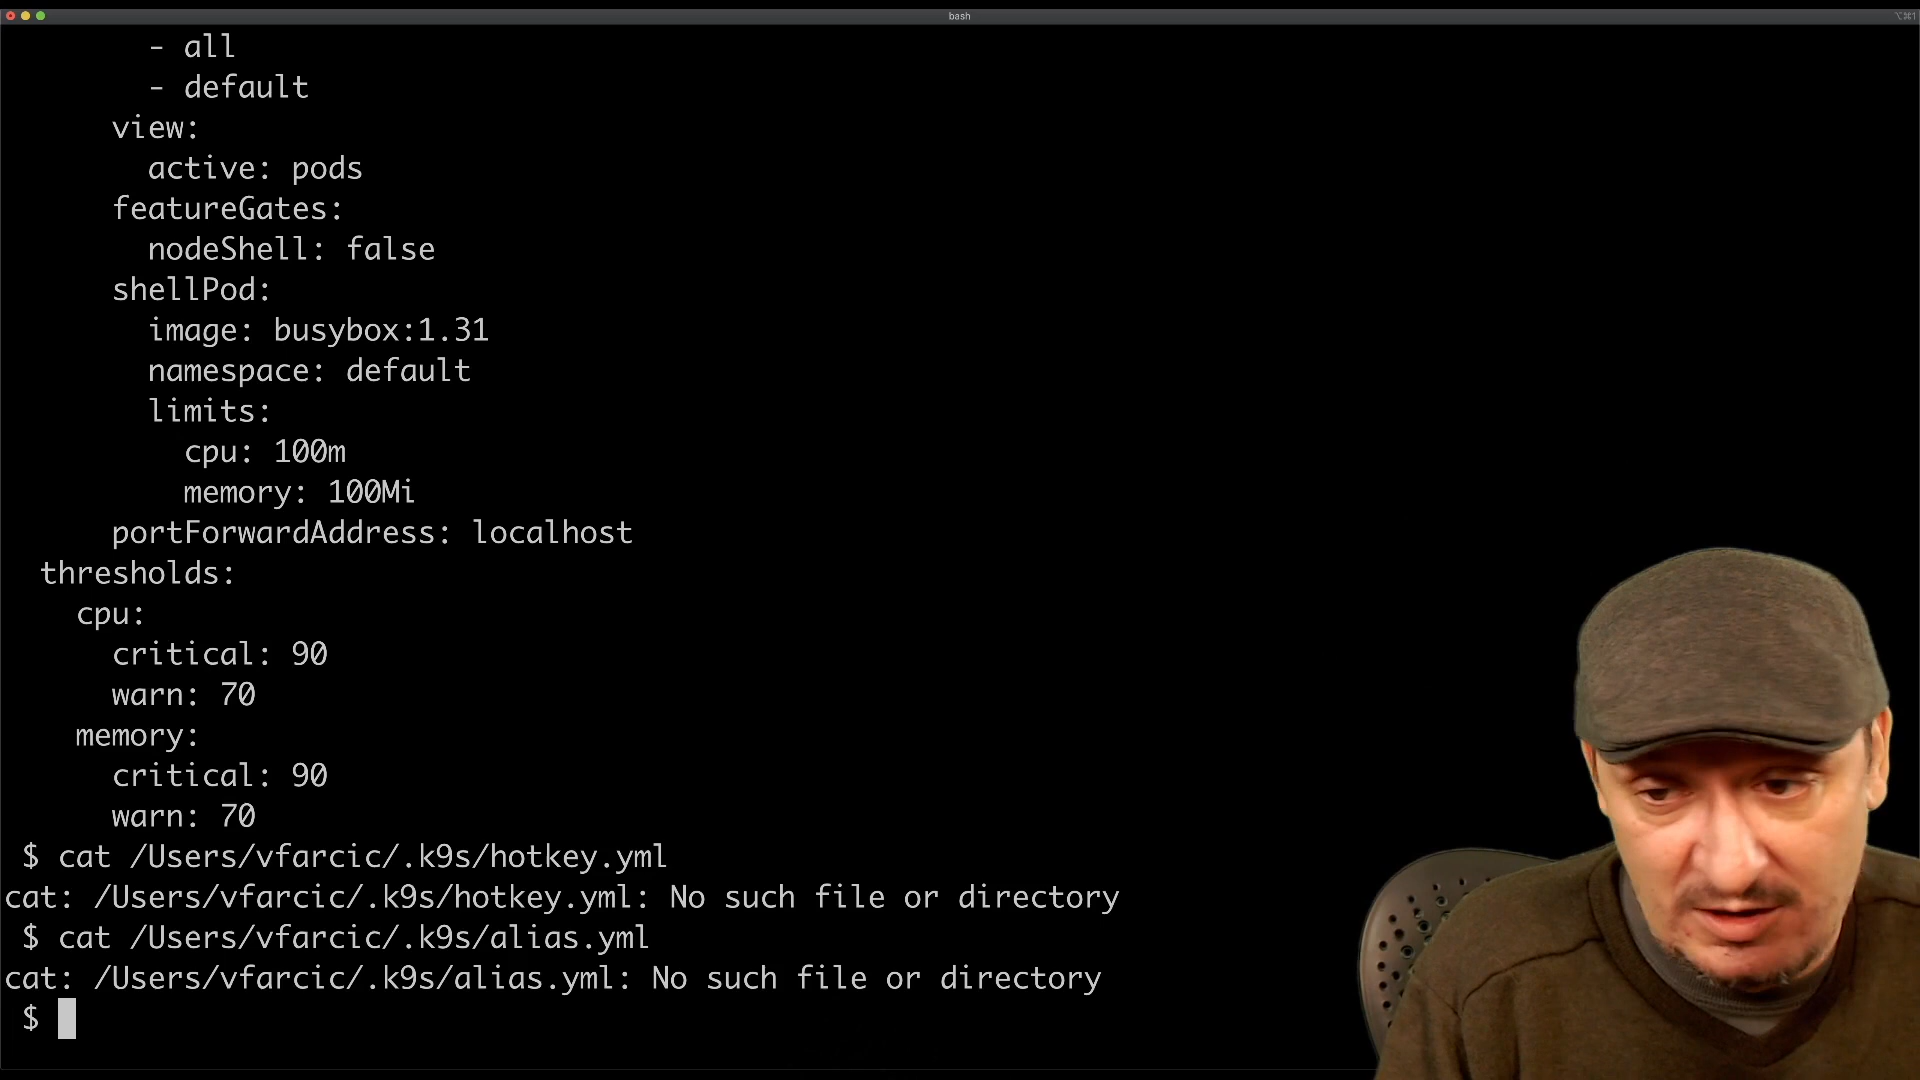 bash
⌥⌘1
- all
- default
view:
active: pods
featureGates:
nodeShell: false
shellPod:
image: busybox:1.31
namespace: default
limits:
cpu: 100m
memory: 100Mi
portForwardAddress: localhost
thresholds:
cpu:
critical: 90
warn: 70
memory:
critical: 90
warn: 70
$ cat /Users/vfarcic/.k9s/hotkey.yml
cat: /Users/vfarcic/.k9s/hotkey.yml: No such file or directory
$ cat /Users/vfarcic/.k9s/alias.yml
cat: /Users/vfarcic/.k9s/alias.yml: No such file or directory
$